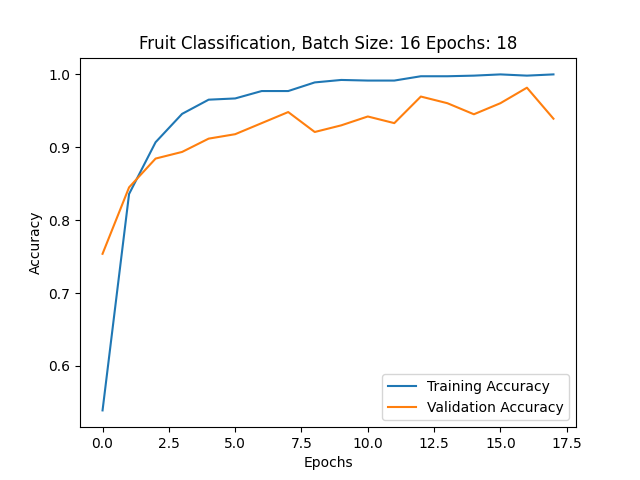 Fruit Classification, Batch Size: 16 Epochs: 18
1.0
0.9
0.8
0.7
0.6
Accuracy
0.0 2.5 5.0 7.5 10.0 12.5 15.0 17.5
Epochs
Training Accuracy
Validation Accuracy